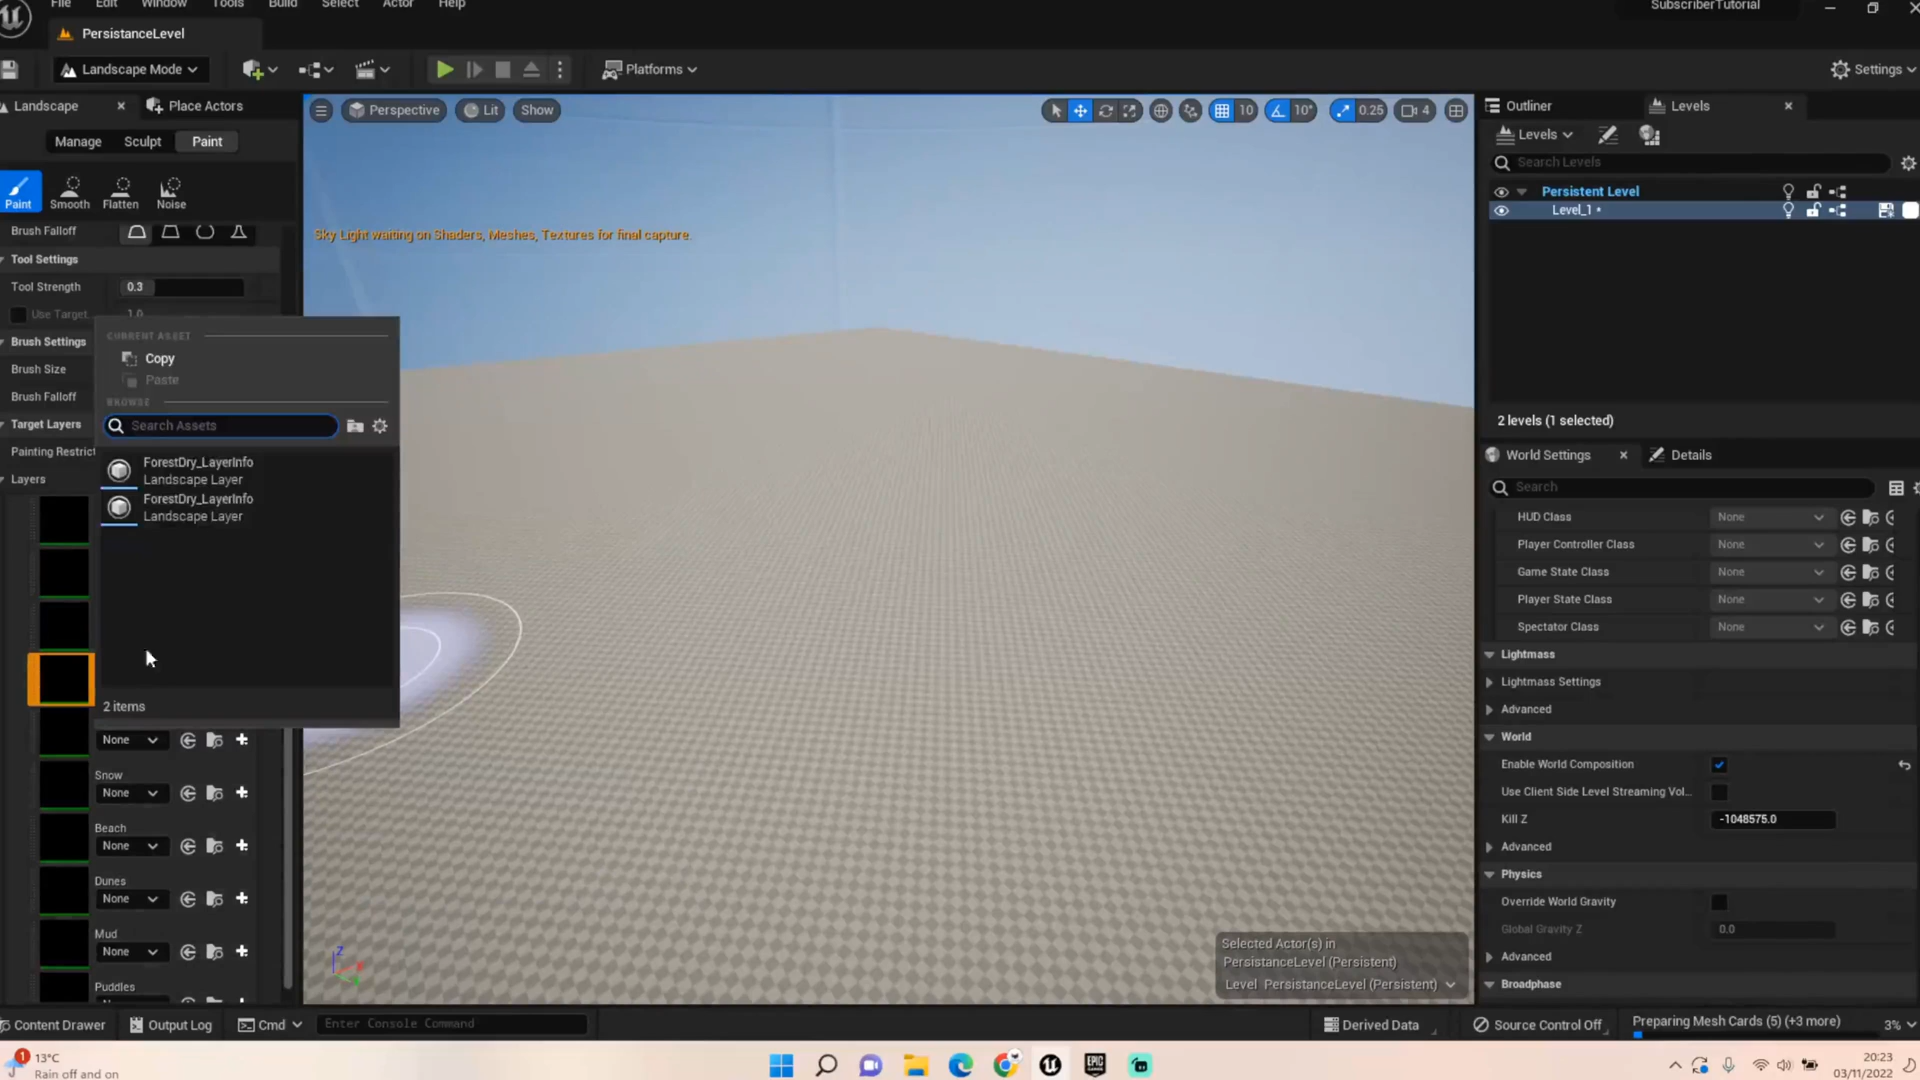 File Edit Window Tools Build Select Actor Help
SubscriberTutorial
PersistanceLevel
Landscape Mode
Platforms
Settings
Landscape
Place Actors
Perspective
Lit
Show
10
10°
0.25
4
Outliner
Levels
Manage
Sculpt
Paint
Levels
Search Levels
Paint
Smooth
Flatten
Noise
Persistent Level
Level_1 *
Brush Falloff
Sky Light waiting on Shaders, Meshes, Textures for final capture.
Tool Settings
Tool Strength
0.3
Use Target
1.0
Brush Settings
CURRENT ASSET
Copy
Brush Size
Paste
Brush Falloff
BROWSE
Target Layers
Search Assets
2 levels (1 selected)
Painting Restrict
World Settings
Details
Layers
ForestDry_LayerInfo
Landscape Layer
Search
ForestDry_LayerInfo
Landscape Layer
HUD Class
None
Player Controller Class
None
Game State Class
None
Player State Class
None
Spectator Class
None
Lightmass
Lightmass Settings
Advanced
2 items
World
None
Enable World Composition
Snow
None
Use Client Side Level Streaming Vol...
Kill Z
-1048575.0
Beach
None
Advanced
Physics
Dunes
None
Override World Gravity
Global Gravity Z
0.0
Mud
None
Selected Actor(s) in
PersistanceLevel (Persistent)
Level PersistanceLevel (Persistent)
Advanced
Broadphase
Puddles
Z
Content Drawer
Output Log
Cmd
Enter Console Command
Derived Data
Source Control Off
Preparing Mesh Cards (5) (+3 more)
3%
1
13°C
Rain off and on
EPIC
20:23
03/11/2022